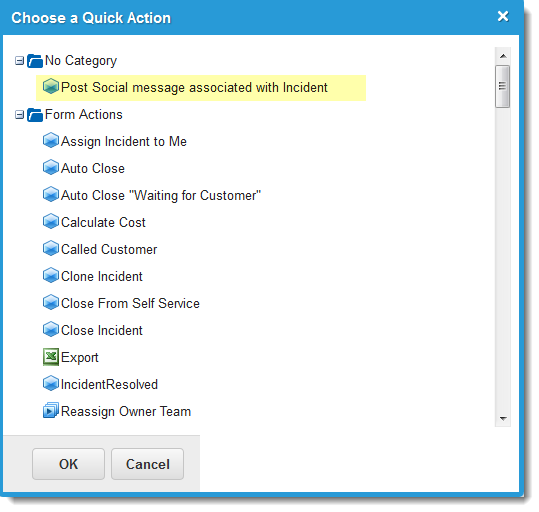 Choose a Quick Action
No Category
Post Social message associated with Incident
Form Actions
Assign Incident to Me
Auto Close
Auto Close "Waiting for Customer"
Calculate Cost
Called Customer
Clone Incident
Close From Self Service
Close Incident
Export
IncidentResolved
Reassign Owner Team
OK Cancel